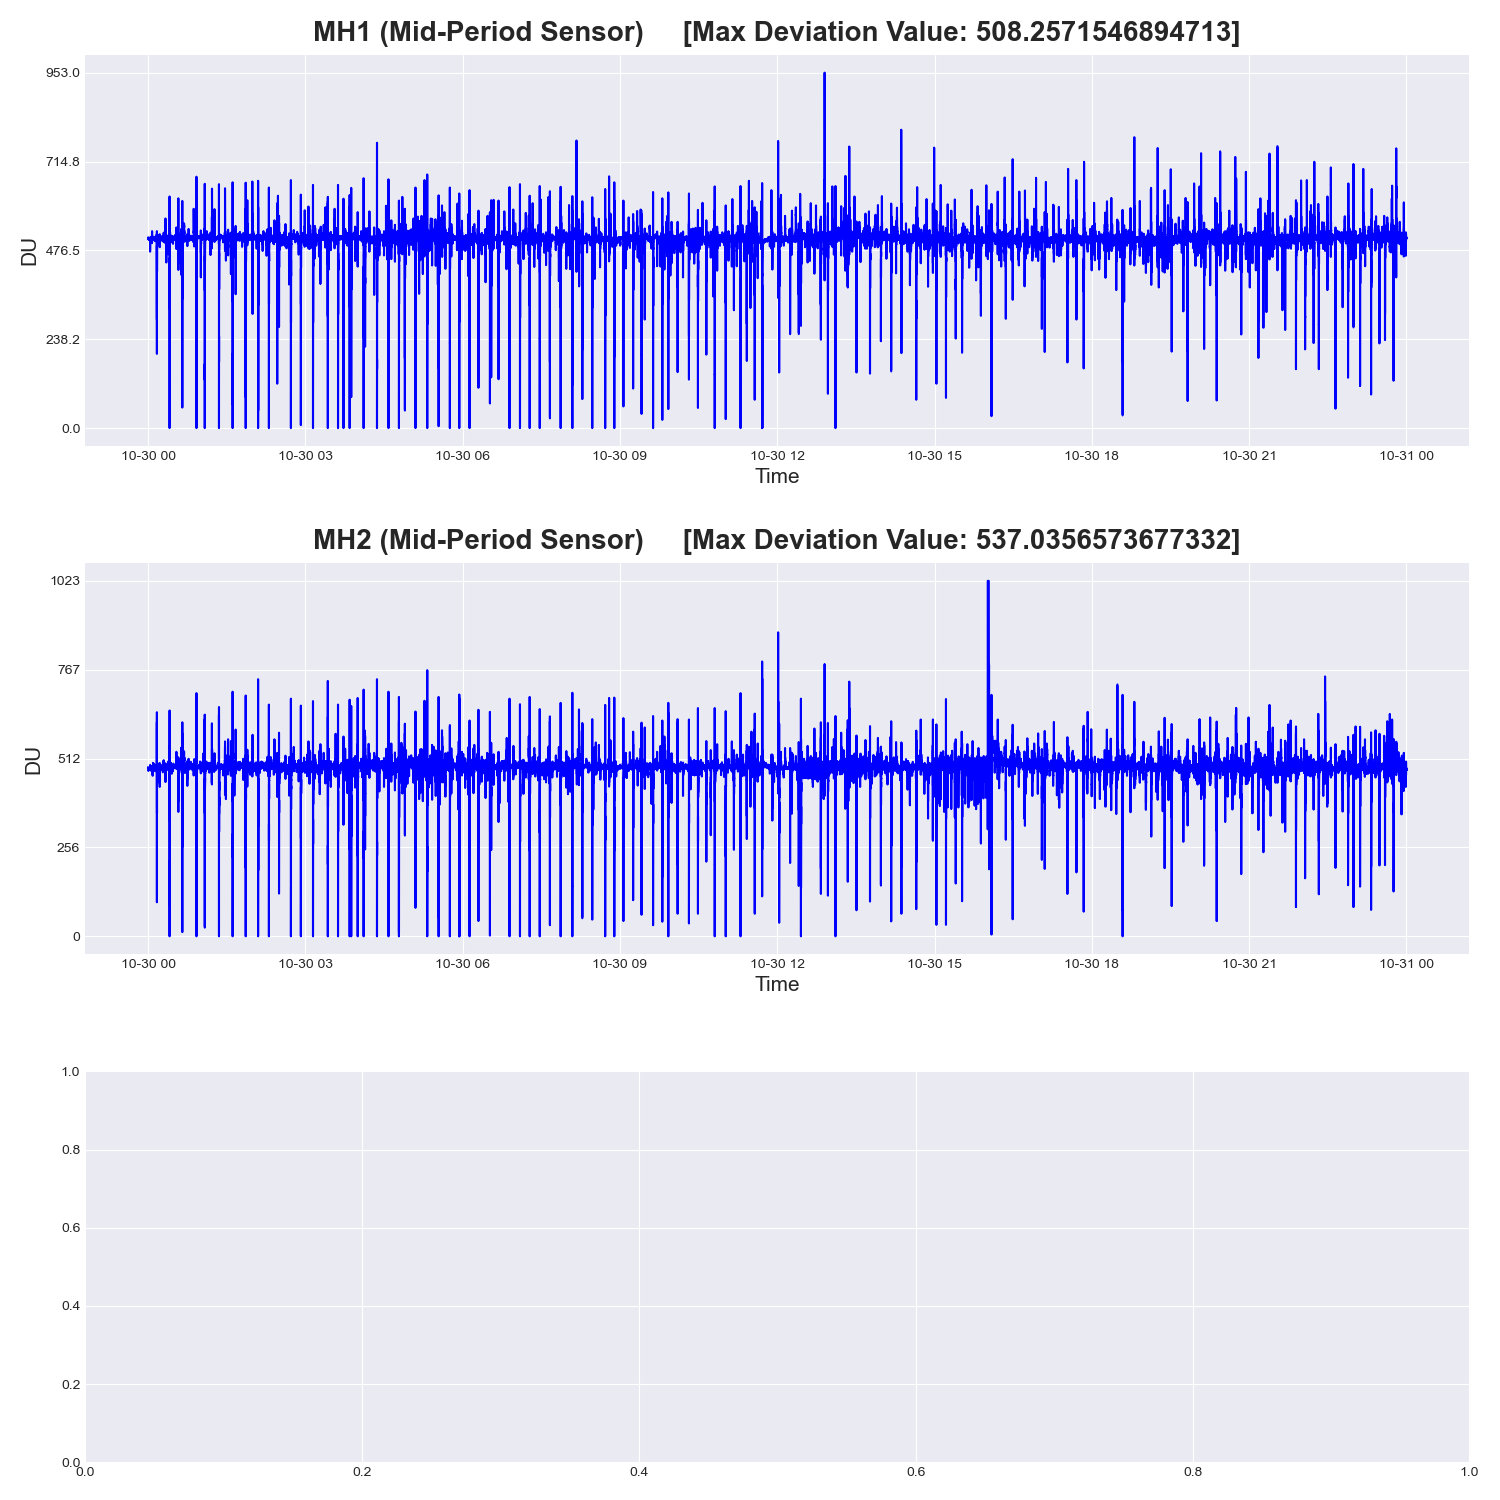 MH1 (Mid-Period Sensor)     [Max Deviation Value: 508.2571546894713]
953.0
714.8
476.5
238.2
0.0
DU
10-30 00 10-30 03 10-30 06 10-30 09 10-30 12 10-30 15 10-30 18 10-30 21 10-31 00
Time
MH2 (Mid-Period Sensor)     [Max Deviation Value: 537.0356573677332]
1023
767
512
256
0
DU
10-30 00 10-30 03 10-30 06 10-30 09 10-30 12 10-30 15 10-30 18 10-30 21 10-31 00
Time
1.0
0.8
0.6
0.4
0.2
0.0
0.0 0.2 0.4 0.6 0.8 1.0